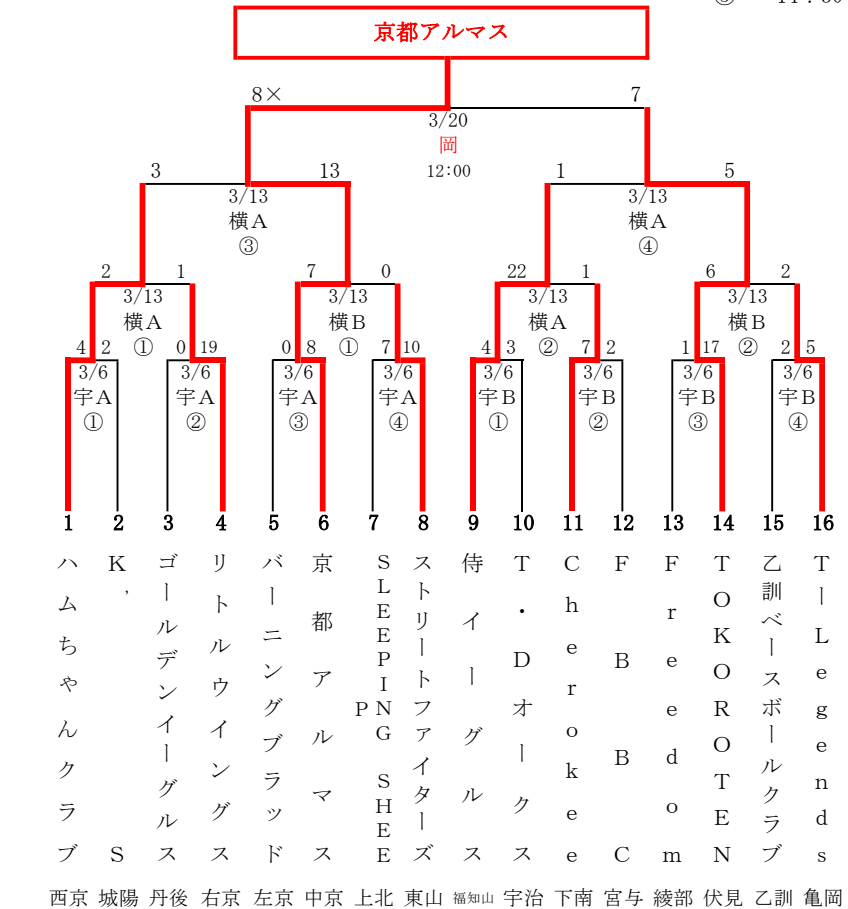 ⑤ 14：30
京都アルマス
8× 7
3/20
岡
12:00
3 13 1 5
3/13 3/13
横A 横A
③ ④
2 1 7 0 22 1 6 2
3/13 3/13 3/13 3/13
横A 横B 横A 横B
① ① ② ②
4 2 0 19 0 8 7 10 4 3 7 2 1 17 2 5
3/6 3/6 3/6 3/6 3/6 3/6 3/6 3/6
宇A 宇A 宇A 宇A 宇B 宇B 宇B 宇B
① ② ③ ④ ① ② ③ ④
1 2 3 4 5 6 7 8 9 10 11 12 13 14 15 16
ハムちゃんクラブ
K’S
ゴールデンイーグルス
リトルウイングス
バーニングブラッド
京都アルマス
SLEEPING SHEEP
ストリートファイターズ
侍イーグルス
T・Dオークス
Cherokee
FBBC
Freedom
TOKOROTEN
乙訓ベースボールクラブ
TーLegends
西京 城陽 丹後 右京 左京 中京 上北 東山 福知山 宇治 下南 宮与 綾部 伏見 乙訓 亀岡